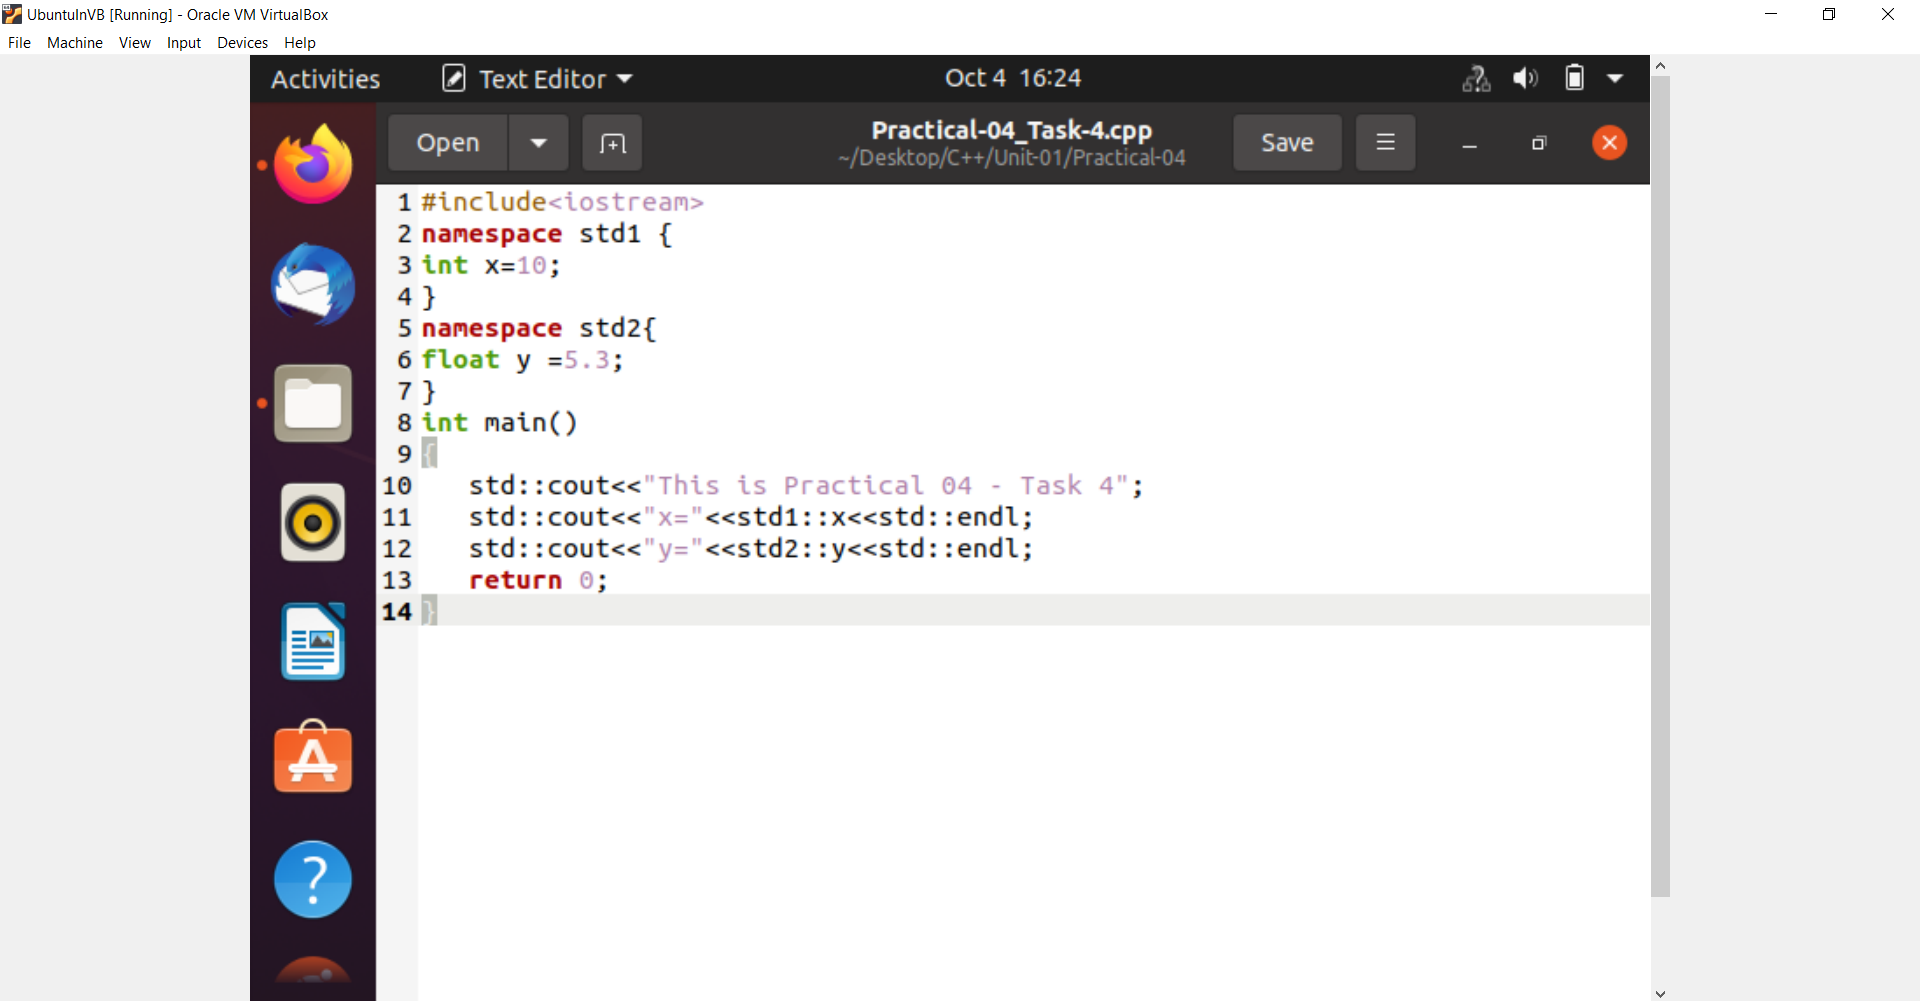 UbuntuInVB [Running] - Oracle VM VirtualBox
File Machine View Input Devices Help
Activities Text Editor Oct 4 16:24
Open Practical-04_Task-4.cpp Save
~/Desktop/C++/Unit-01/Practical-04
1 #include<iostream>
2 namespace std1 {
3 int x=10;
4 }
5 namespace std2{
6 float y =5.3;
7 }
8 int main()
9 {
10    std::cout<<"This is Practical 04 - Task 4";
11    std::cout<<"x="<<std1::x<<std::endl;
12    std::cout<<"y="<<std2::y<<std::endl;
13    return 0;
14 }